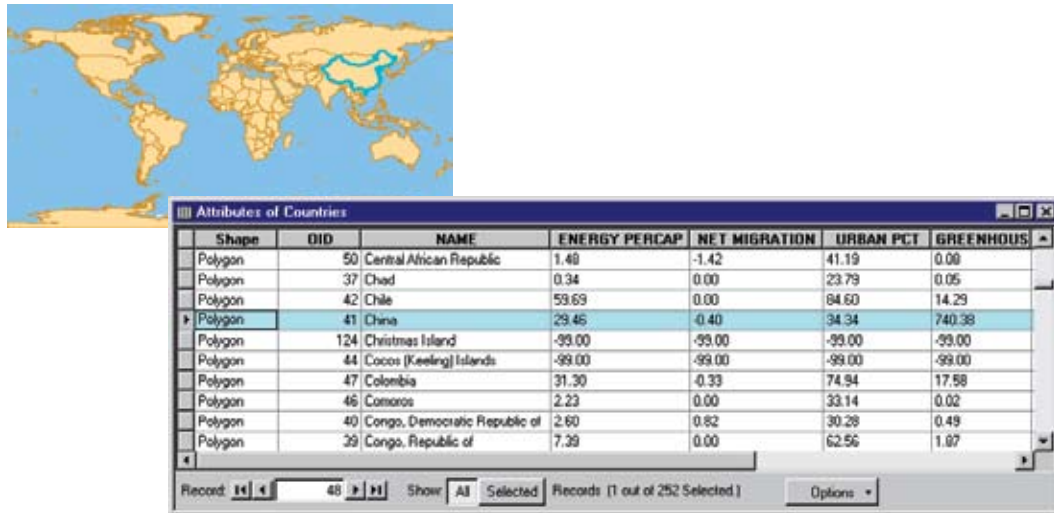 Attributes of Countries
Shape OID NAME ENERGY PERCAP NET MIGRATION URBAN PCT GREENHOUS
Polygon 50 Central African Republic 1.48 -1.42 41.19 0.08
Polygon 37 Chad 0.34 0.00 23.79 0.05
Polygon 42 Chile 59.69 0.00 84.60 14.29
Polygon 41 China 29.46 -0.40 34.34 740.38
Polygon 124 Christmas Island -99.00 -99.00 -99.00 -99.00
Polygon 44 Cocos (Keeling) Islands -99.00 -99.00 -99.00 -99.00
Polygon 47 Colombia 31.30 -0.33 74.94 17.58
Polygon 46 Comoros 2.23 0.00 33.14 0.02
Polygon 40 Congo, Democratic Republic of 2.60 0.82 30.28 0.49
Polygon 39 Congo, Republic of 7.39 0.00 62.56 1.07
Record: 48 Show: All Selected Records (1 out of 252 Selected.) Options